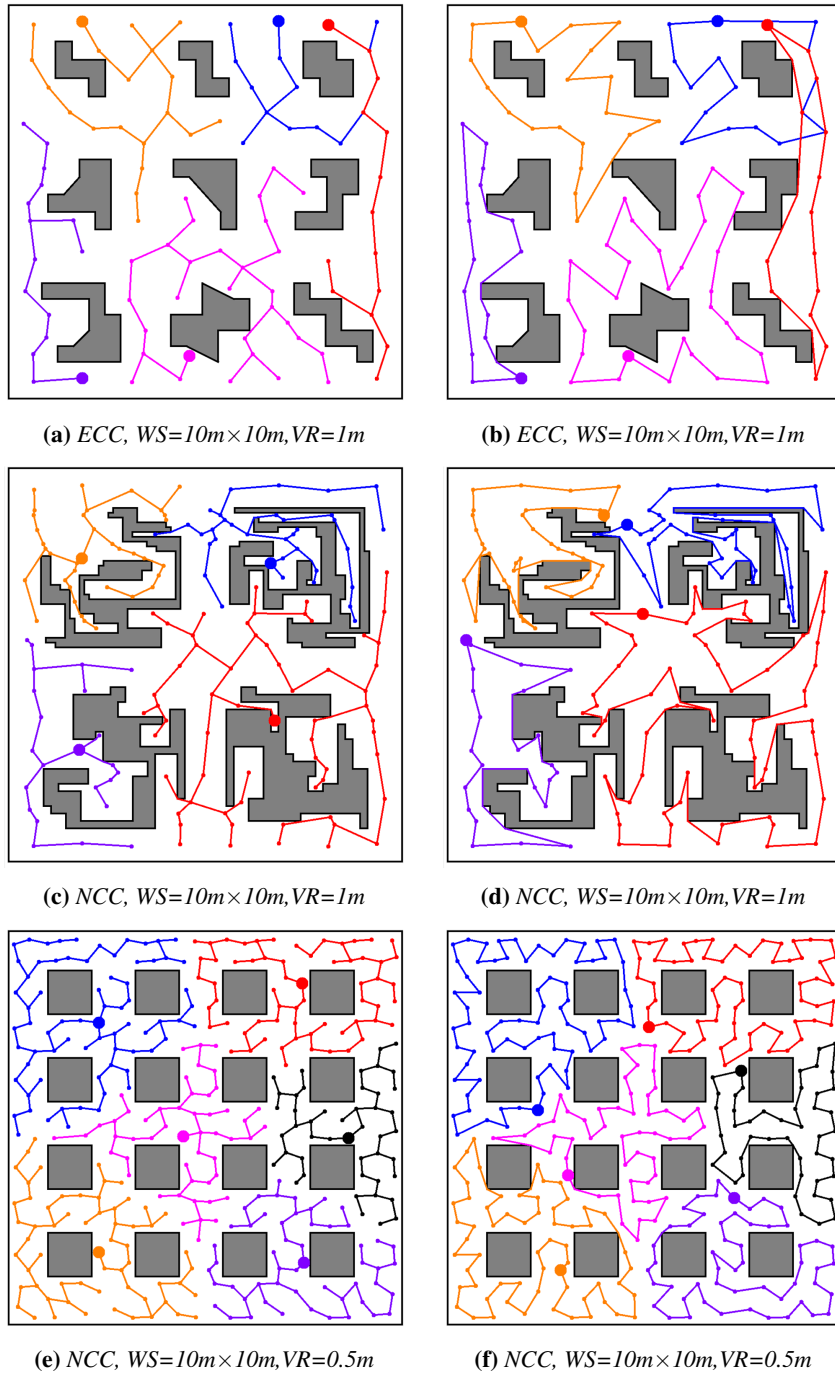 (a) ECC, WS=10m×10m,VR=1m
(b) ECC, WS=10m×10m,VR=1m
(c) NCC, WS=10m×10m,VR=1m
(d) NCC, WS=10m×10m,VR=1m
(e) NCC, WS=10m×10m,VR=0.5m
(f) NCC, WS=10m×10m,VR=0.5m